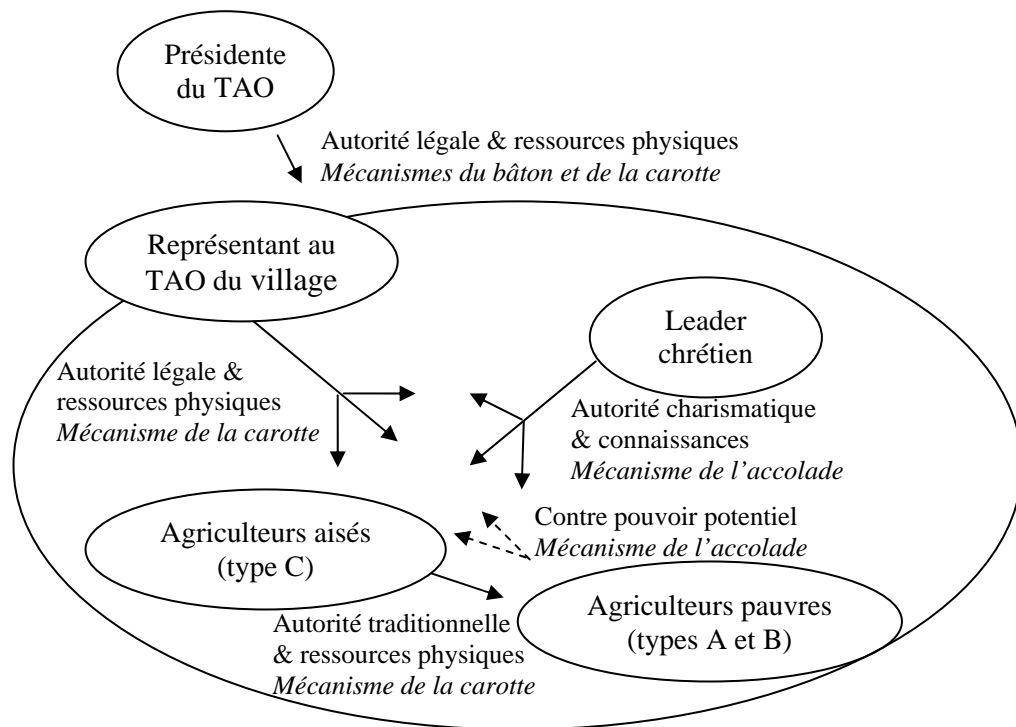 Présidente
du TAO
Autorité légale & ressources physiques
Mécanismes du bâton et de la carotte
Représentant au
TAO du village
Leader
chrétien
Autorité légale &
ressources physiques
Mécanisme de la carotte
Autorité charismatique
& connaissances
Mécanisme de l’accolade
Contre pouvoir potentiel
Mécanisme de l’accolade
Agriculteurs aisés
(type C)
Agriculteurs pauvres
(types A et B)
Autorité traditionnelle
& ressources physiques
Mécanisme de la carotte